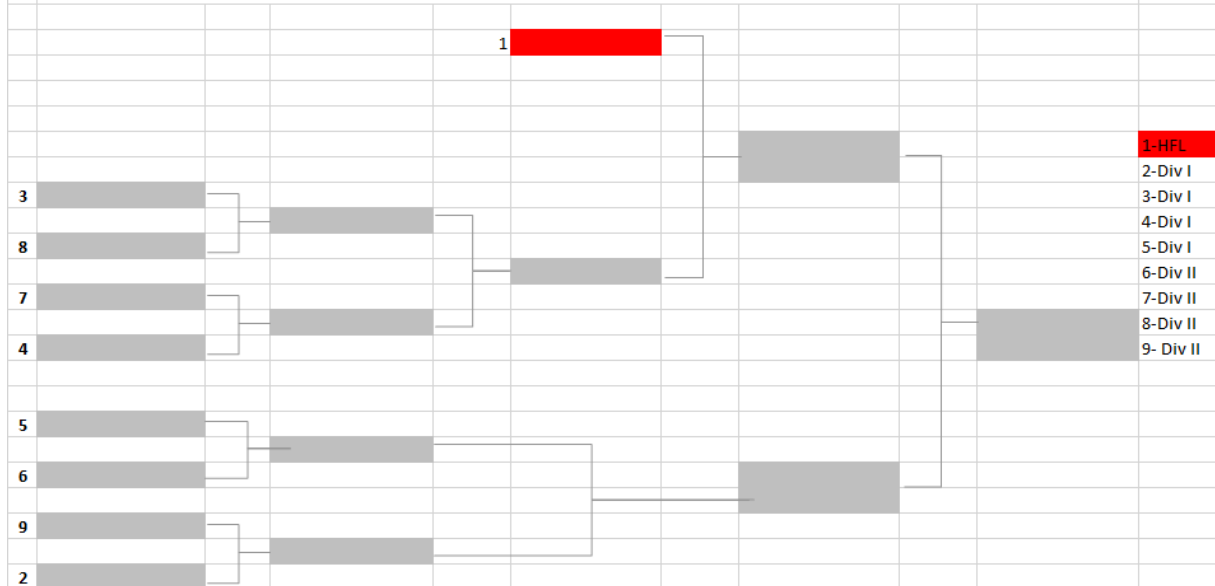 1
1-HFL
2-Div I
3
3-Div I
4-Div I
8
5-Div I
6-Div II
7
7-Div II
8-Div II
4
9- Div II
5
6
9
2